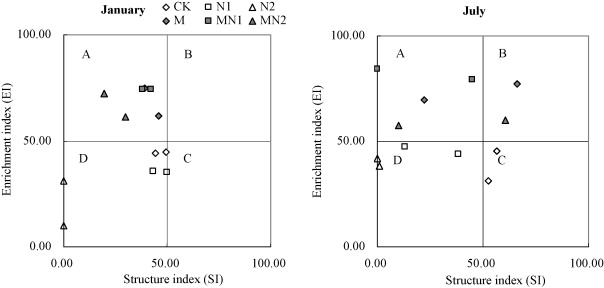 January
CK N1 N2
M MN1 MN2
July
100.00
A B
Enrichment index (EI)
50.00
D C
0.00
0.00 50.00 100.00
Structure index (SI)
100.00
A B
Enrichment index (EI)
50.00
D C
0.00
0.00 50.00 100.00
Structure index (SI)